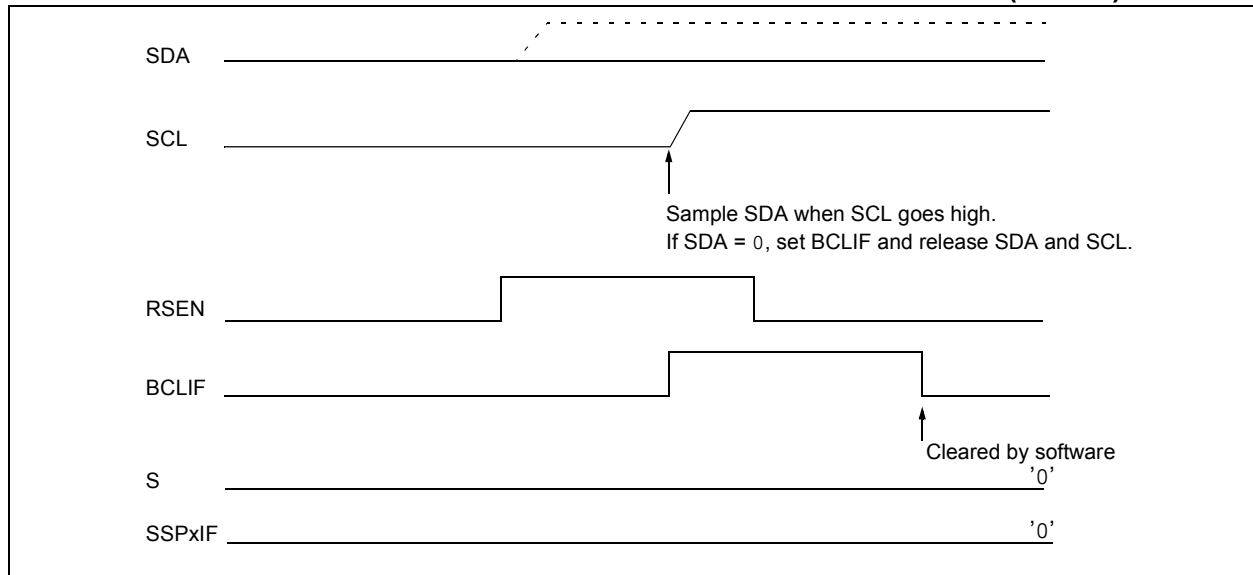 SDA
SCL
Sample SDA when SCL goes high.
If SDA = 0, set BCLIF and release SDA and SCL.
RSEN
BCLIF
Cleared by software
S
'0'
SSPxIF
'0'